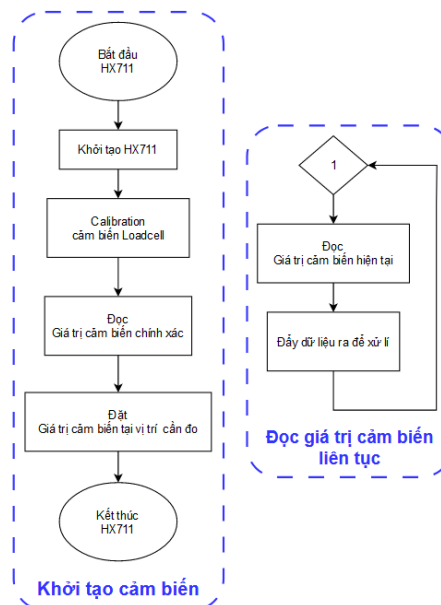 Bắt đầu
HX711
Khởi tạo HX711
Calibration
cảm biến Loadcell
Đọc
Giá trị cảm biến chính xác
Đặt
Giá trị cảm biến tại vị trí cần đo
Kết thúc
HX711
Khởi tạo cảm biến
1
Đọc
Giá trị cảm biến hiện tại
Đẩy dữ liệu ra để xử lí
Đọc giá trị cảm biến
liên tục